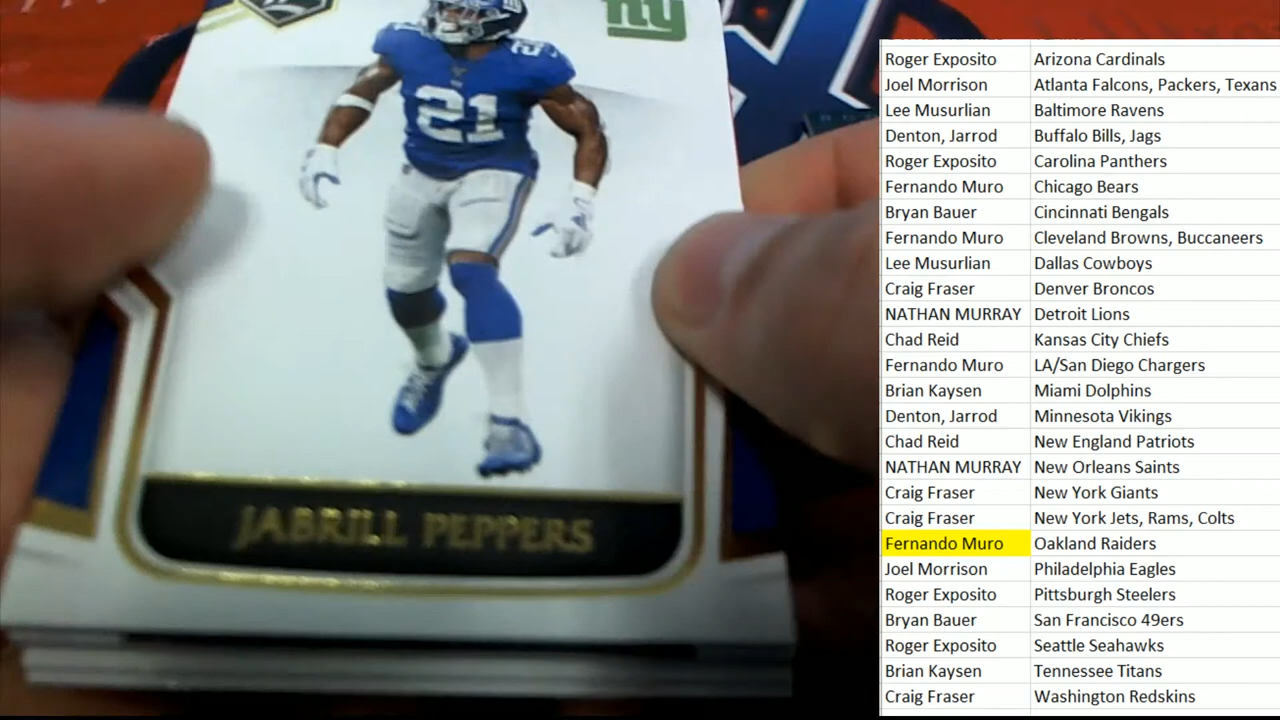 ny
21
21
JABRILL PEPPERS
Roger Exposito Arizona Cardinals
Joel Morrison Atlanta Falcons, Packers, Texans
Lee Musurlian Baltimore Ravens
Denton, Jarrod Buffalo Bills, Jags
Roger Exposito Carolina Panthers
Fernando Muro Chicago Bears
Bryan Bauer Cincinnati Bengals
Fernando Muro Cleveland Browns, Buccaneers
Lee Musurlian Dallas Cowboys
Craig Fraser Denver Broncos
NATHAN MURRAY Detroit Lions
Chad Reid Kansas City Chiefs
Fernando Muro LA/San Diego Chargers
Brian Kaysen Miami Dolphins
Denton, Jarrod Minnesota Vikings
Chad Reid New England Patriots
NATHAN MURRAY New Orleans Saints
Craig Fraser New York Giants
Craig Fraser New York Jets, Rams, Colts
Fernando Muro Oakland Raiders
Joel Morrison Philadelphia Eagles
Roger Exposito Pittsburgh Steelers
Bryan Bauer San Francisco 49ers
Roger Exposito Seattle Seahawks
Brian Kaysen Tennessee Titans
Craig Fraser Washington Redskins